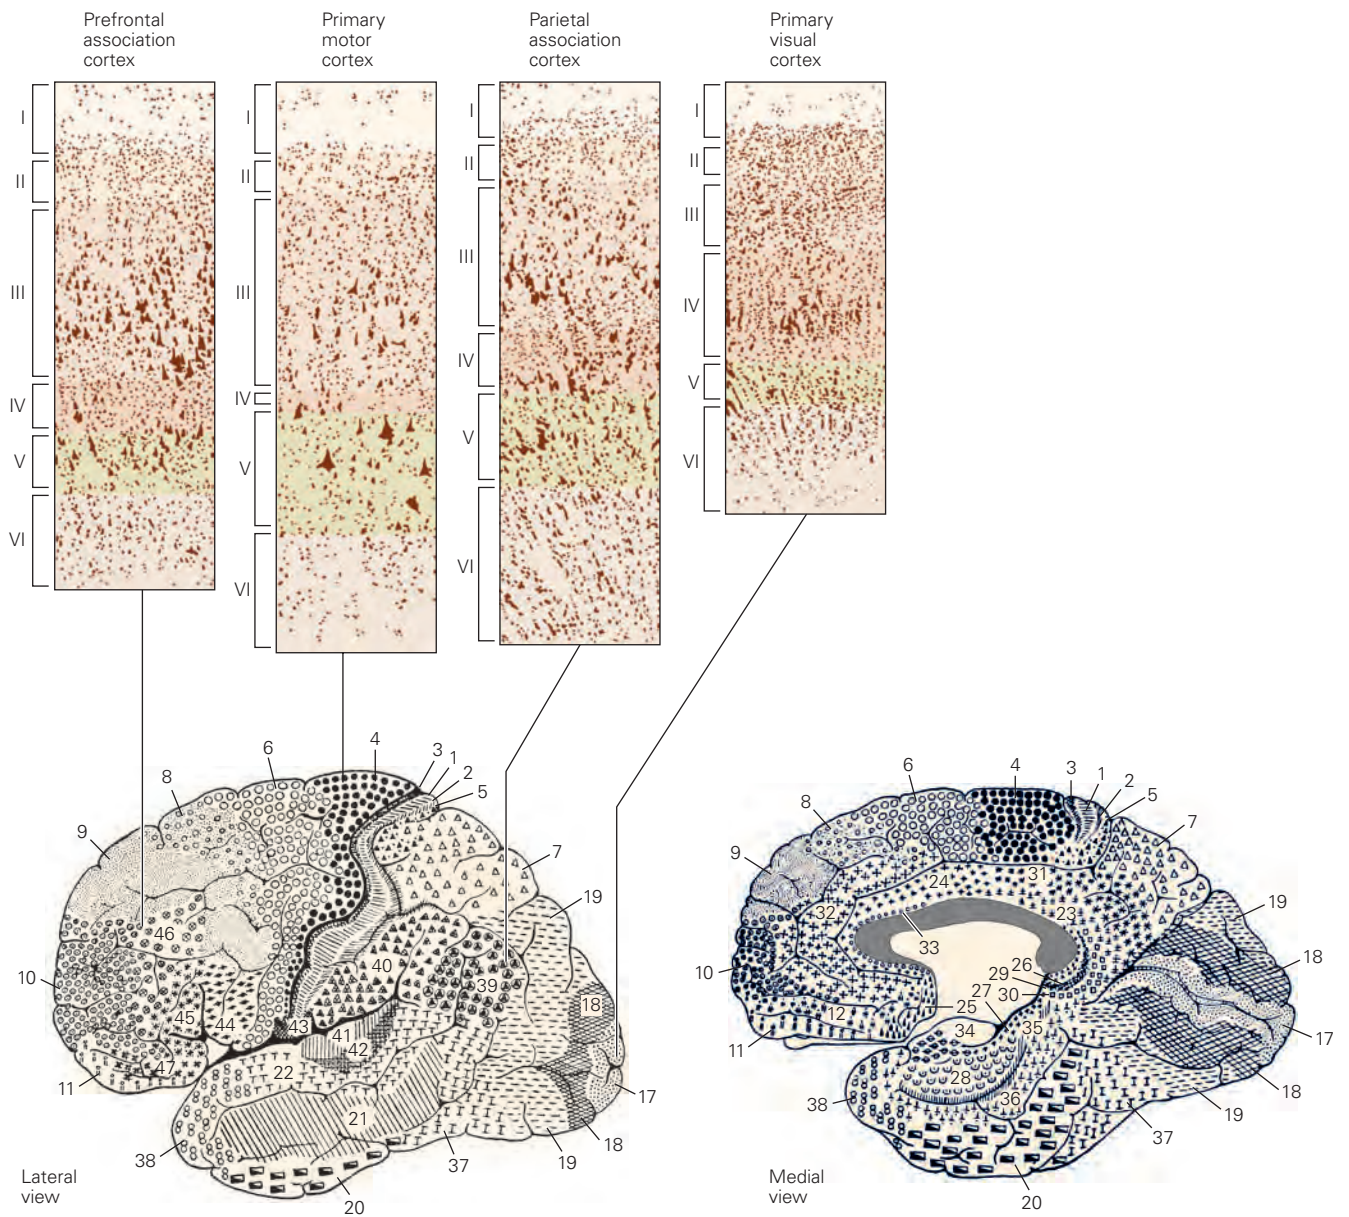 Prefrontal
association
cortex
Primary
motor
cortex
Parietal
association
cortex
Primary
visual
cortex
I
II
III
IV
V
VI
I
II
III
IV
V
VI
I
II
III
IV
V
VI
I
II
III
IV
V
VI
6
4
3
1
2
5
8
9
7
19
46
10
40
39
18
45
44
43
41
42
47
22
11
17
21
18
38
37
19
20
Lateral
view
6
4
3
1
2
5
8
7
9
24
31
19
32
23
33
18
10
26
29
27
30
25
12
35
17
34
11
28
18
36
38
19
37
20
Medial
view